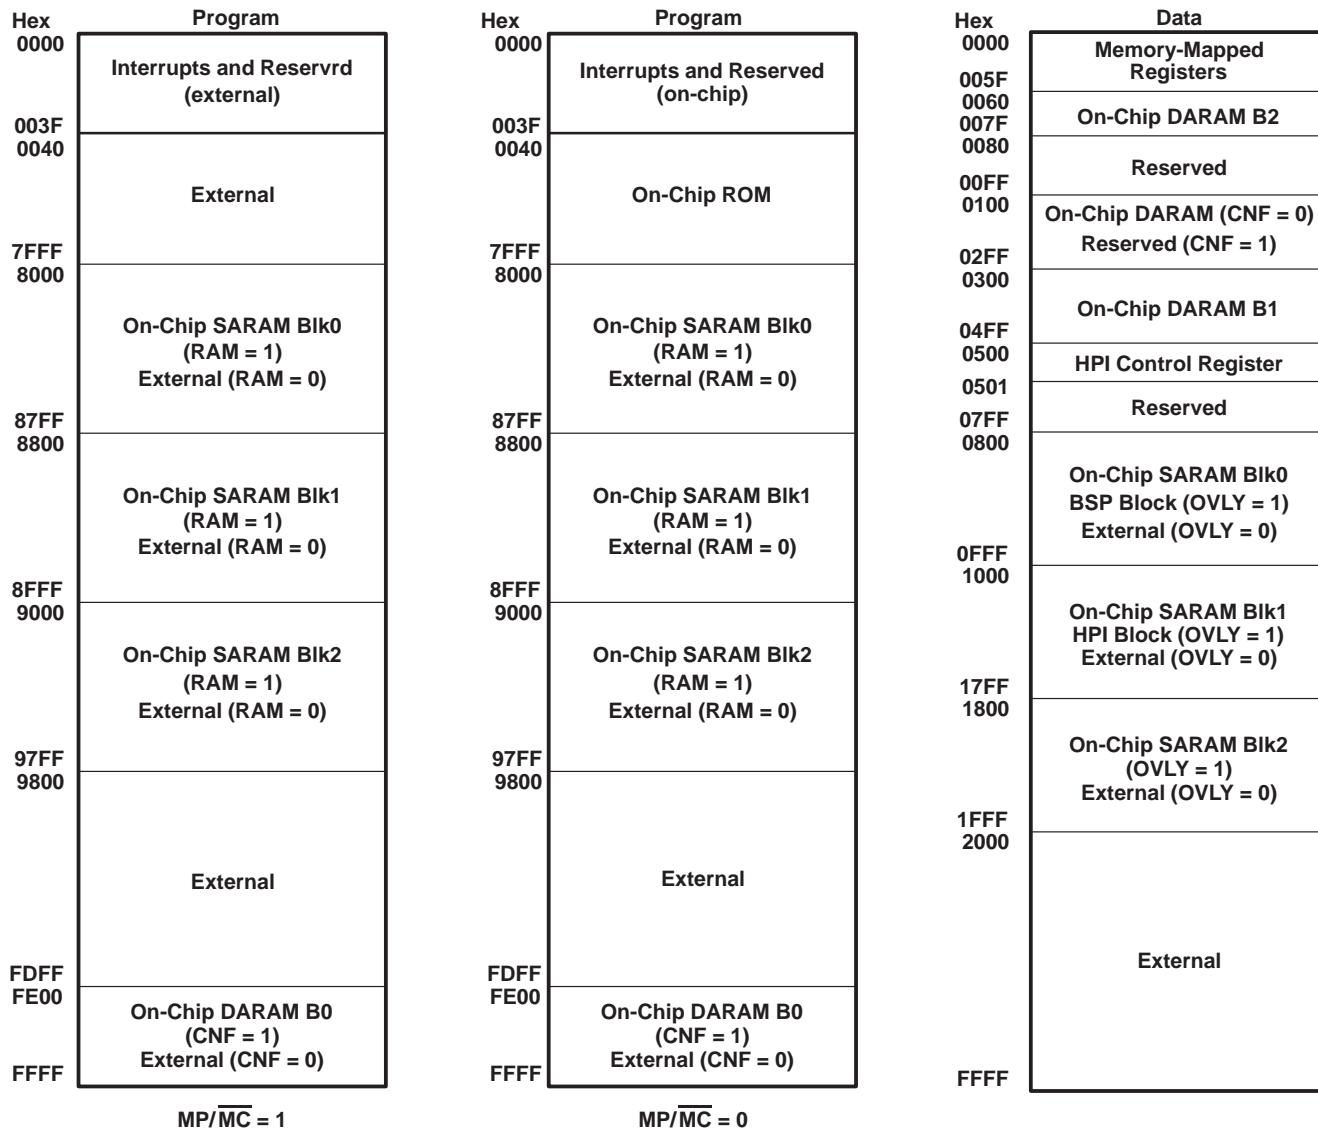 Hex
Program
0000
Interrupts and Reservrd
(external)
003F
0040
External
7FFF
8000
On-Chip SARAM Blk0
(RAM = 1)
External (RAM = 0)
87FF
8800
On-Chip SARAM Blk1
(RAM = 1)
External (RAM = 0)
8FFF
9000
On-Chip SARAM Blk2
(RAM = 1)
External (RAM = 0)
97FF
9800
External
FDFF
FE00
On-Chip DARAM B0
(CNF = 1)
External (CNF = 0)
FFFF
MP/M̅C̅ = 1
Hex
Program
0000
Interrupts and Reserved
(on-chip)
003F
0040
On-Chip ROM
7FFF
8000
On-Chip SARAM Blk0
(RAM = 1)
External (RAM = 0)
87FF
8800
On-Chip SARAM Blk1
(RAM = 1)
External (RAM = 0)
8FFF
9000
On-Chip SARAM Blk2
(RAM = 1)
External (RAM = 0)
97FF
9800
External
FDFF
FE00
On-Chip DARAM B0
(CNF = 1)
External (CNF = 0)
FFFF
MP/M̅C̅ = 0
Hex
Data
0000
Memory-Mapped
Registers
005F
0060
On-Chip DARAM B2
007F
0080
Reserved
00FF
0100
On-Chip DARAM (CNF = 0)
Reserved (CNF = 1)
02FF
0300
On-Chip DARAM B1
04FF
0500
HPI Control Register
0501
Reserved
07FF
0800
On-Chip SARAM Blk0
BSP Block (OVLY = 1)
External (OVLY = 0)
0FFF
1000
On-Chip SARAM Blk1
HPI Block (OVLY = 1)
External (OVLY = 0)
17FF
1800
On-Chip SARAM Blk2
(OVLY = 1)
External (OVLY = 0)
1FFF
2000
External
FFFF